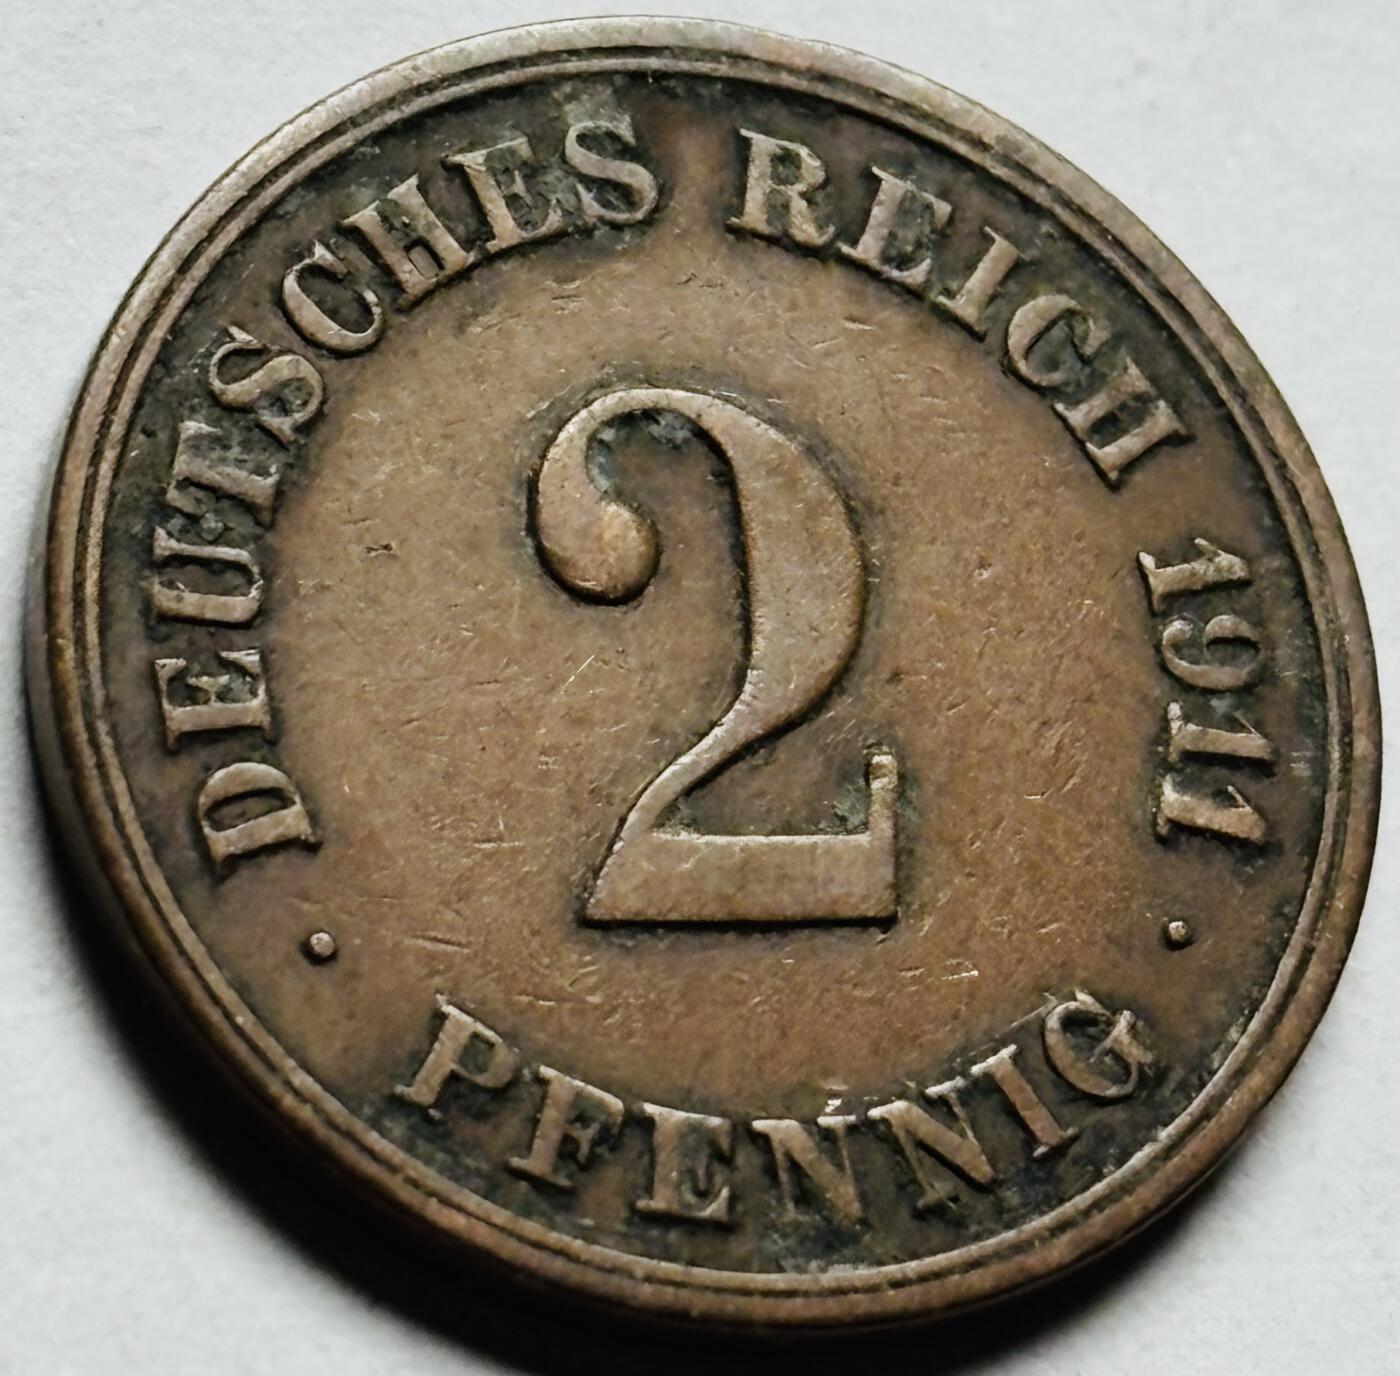 DEUTSCHES REICH 1911
2
· PFENNIG ·